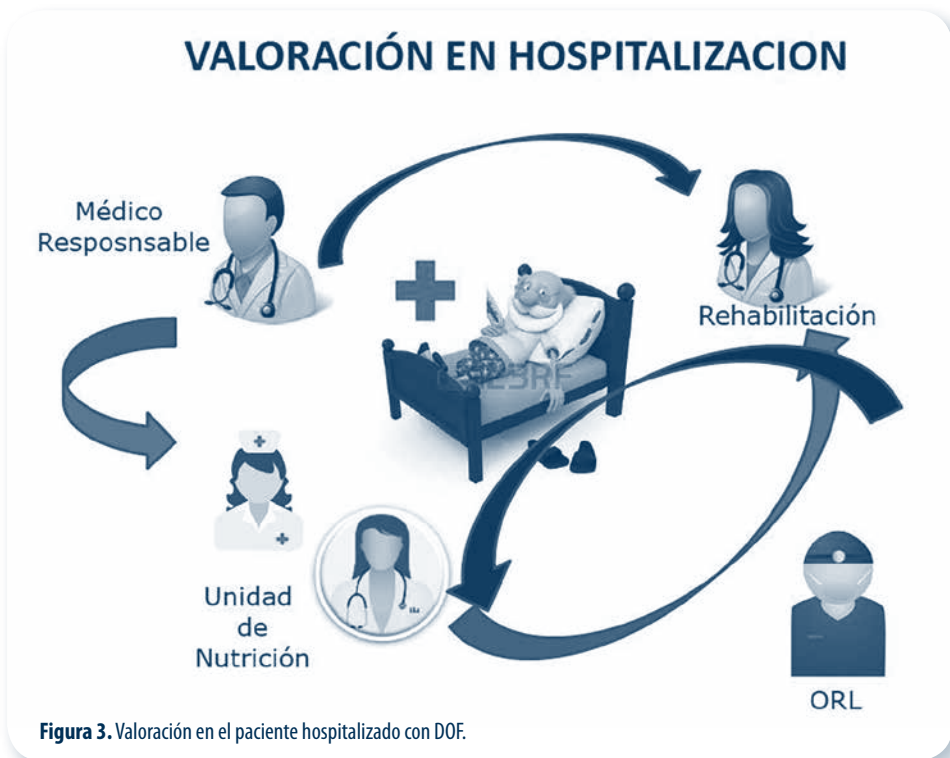 VALORACIÓN EN HOSPITALIZACION
Médico
Resposnsable
Rehabilitación
Unidad
de
Nutrición
ORL
Figura 3. Valoración en el paciente hospitalizado con DOF.